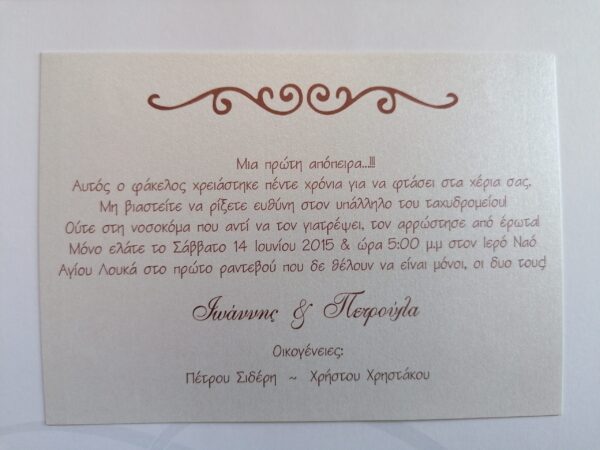 Μια πρώτη απόπειρα...!!!
Αυτός ο φάκελος χρειάστηκε πέντε χρόνια για να φτάσει στα χέρια σας.
Μη βιαστείτε να ρίξετε ευθύνη στον υπάλληλο του ταχυδρομείου!
Ούτε στη νοσοκόμα που αντί να τον γιατρέψει, τον αρρώστησε από έρωτα!
Μόνο ελάτε το Σάββατο 14 Ιουνίου 2015 & ώρα 5:00 μ.μ στον Ιερό Ναό
Αγίου Λουκά στο πρώτο ραντεβού που δε θέλουν να είναι μόνοι, οι δυο τους!
Ιωάννης & Πετρούλα
Οικογένειες:
Πέτρου Σιδέρη ~ Χρήστου Χρηστάκου